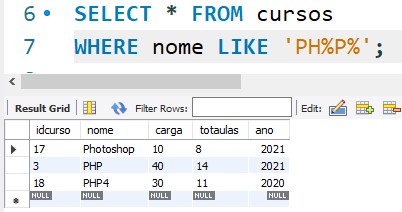 6 SELECT * FROM cursos
7 WHERE nome LIKE 'PH%P%';
Result Grid Filter Rows: Edit:
idcurso nome carga totaulas ano
17 Photoshop 10 8 2021
3 PHP 40 14 2021
18 PHP4 30 11 2020
NULL NULL NULL NULL NULL